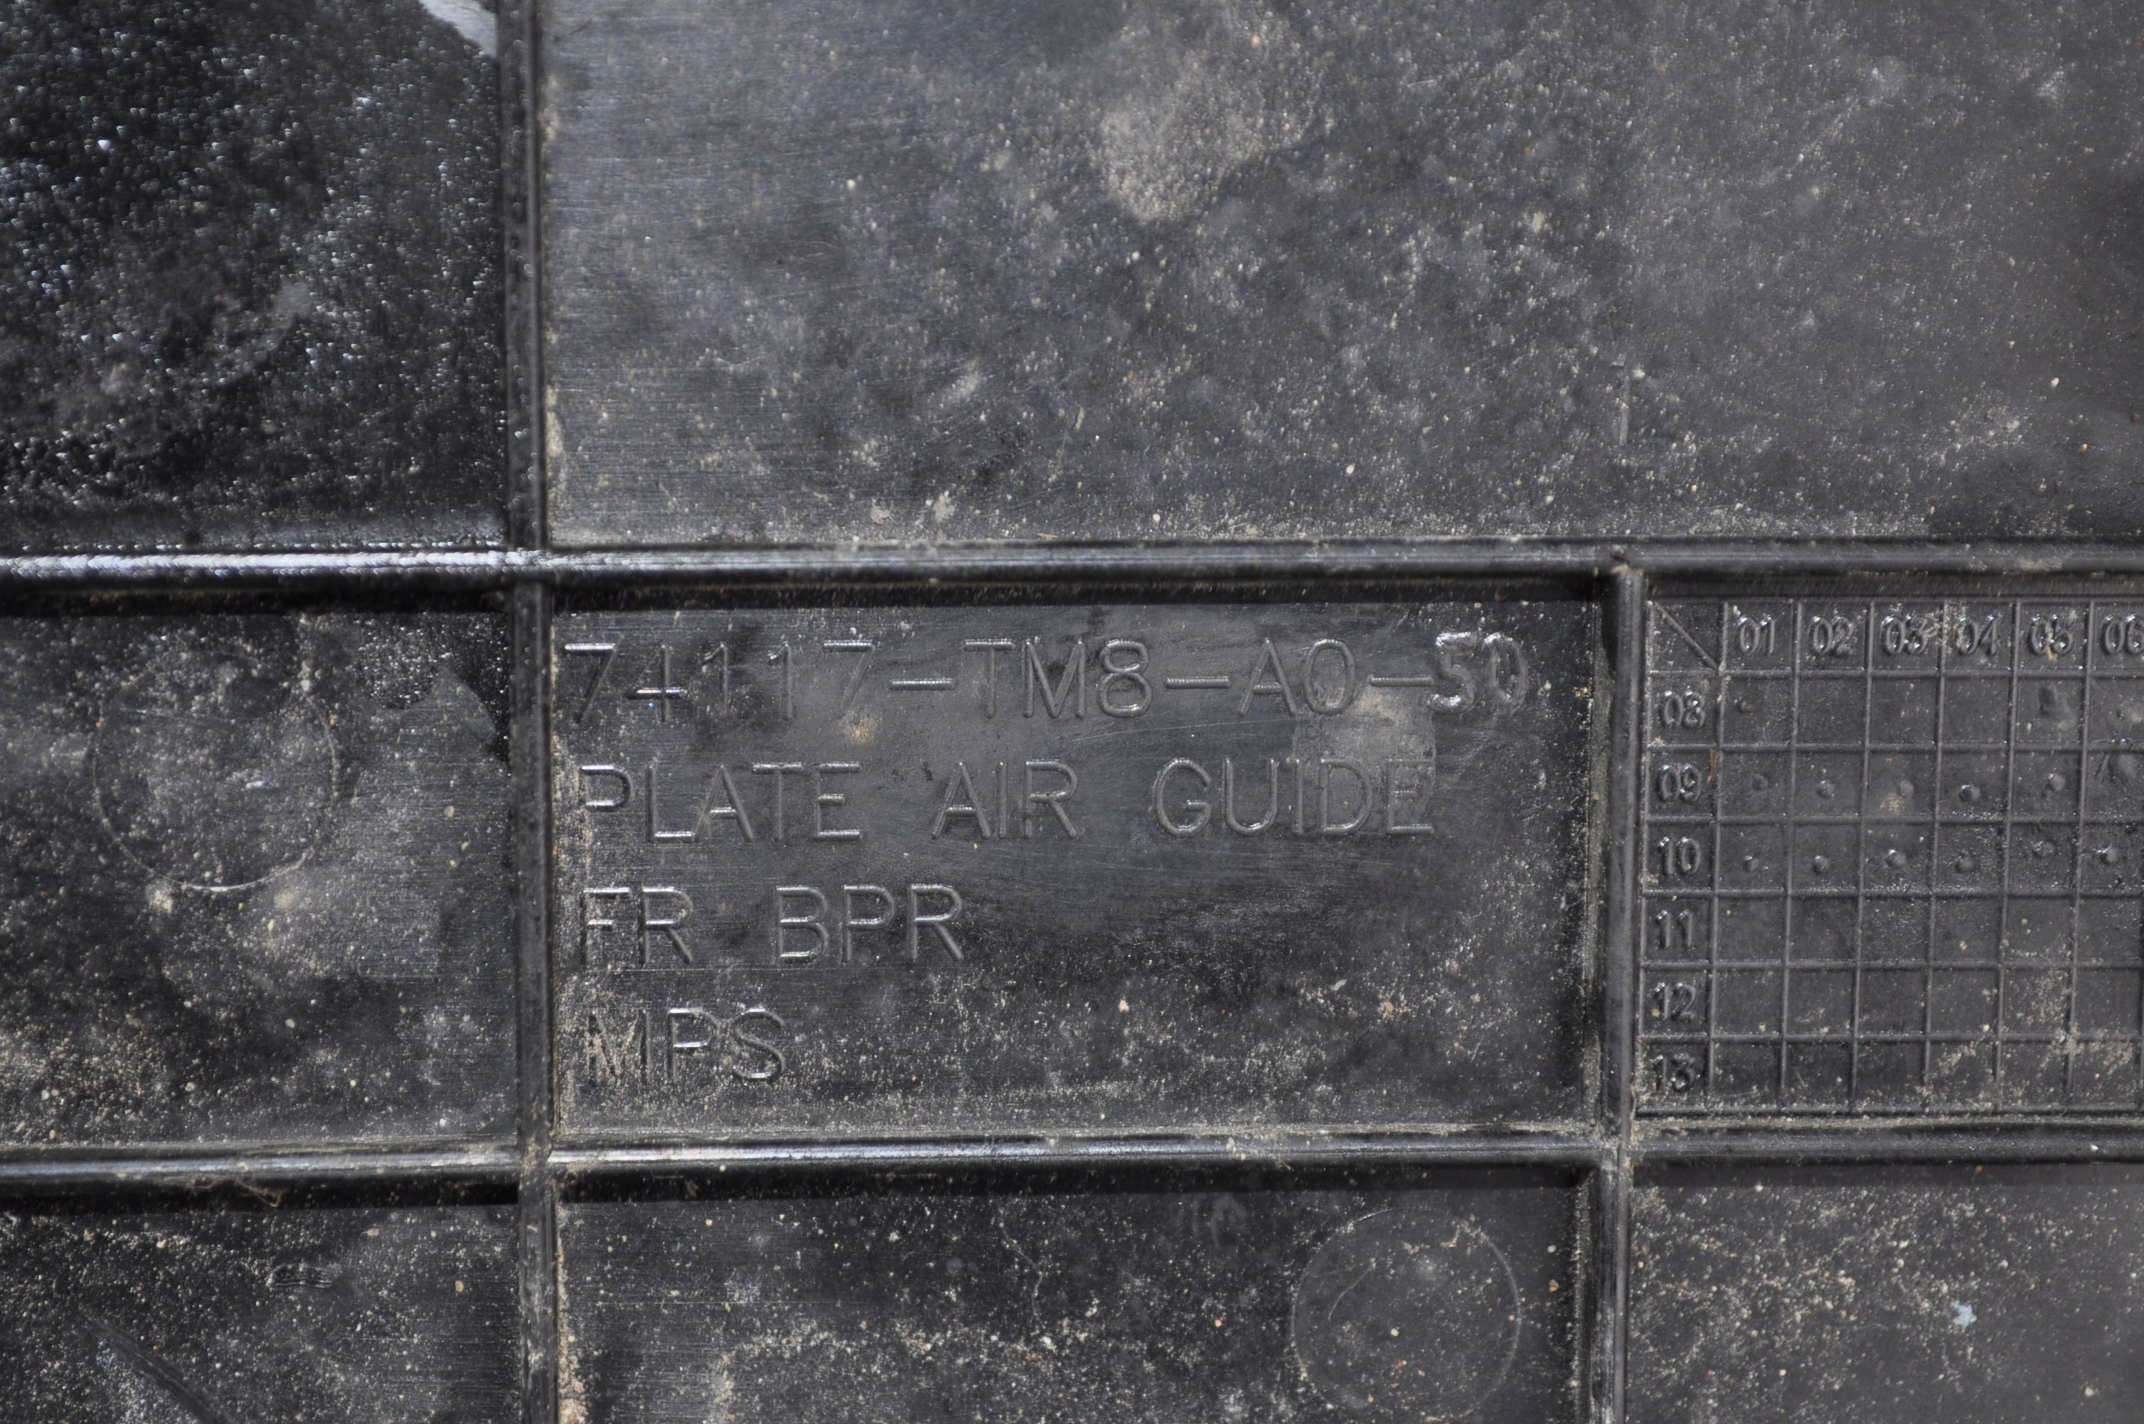 74117-TM8-A0-50
PLATE AIR GUIDE
FR BPR
MPS
01 02 03 04 05 06
08
09
10
11
12
13